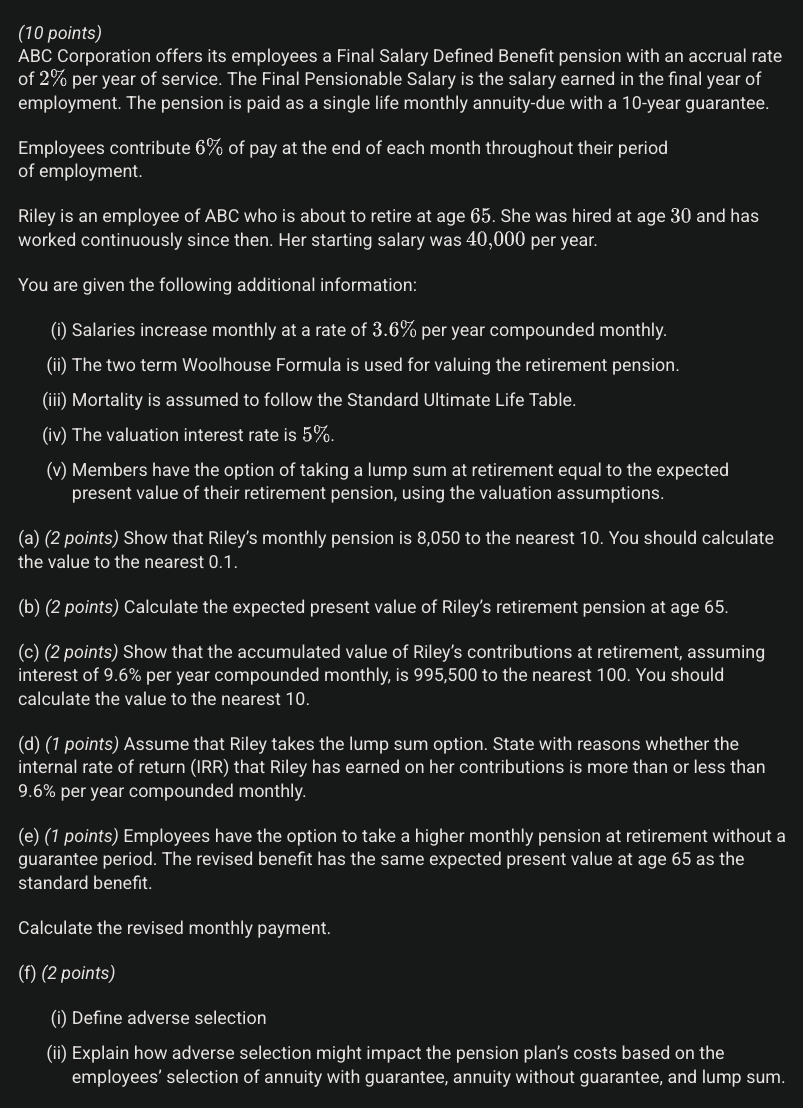 (10 points)
ABC Corporation offers its employees a Final Salary Defined Benefit pension with an accrual rate
of 2% per year of service. The Final Pensionable Salary is the salary earned in the final year of
employment. The pension is paid as a single life monthly annuity-due with a 10-year guarantee.
Employees contribute 6% of pay at the end of each month throughout their period
of employment.
Riley is an employee of ABC who is about to retire at age 65. She was hired at age 30 and has
worked continuously since then. Her starting salary was 40,000 per year.
You are given the following additional information:
(i) Salaries increase monthly at a rate of 3.6% per year compounded monthly.
(ii) The two term Woolhouse Formula is used for valuing the retirement pension.
(iii) Mortality is assumed to follow the Standard Ultimate Life Table.
(iv) The valuation interest rate is 5%.
(v) Members have the option of taking a lump sum at retirement equal to the expected
present value of their retirement pension, using the valuation assumptions.
(a) (2 points) Show that Riley’s monthly pension is 8,050 to the nearest 10. You should calculate
the value to the nearest 0.1.
(b) (2 points) Calculate the expected present value of Riley’s retirement pension at age 65.
(c) (2 points) Show that the accumulated value of Riley’s contributions at retirement, assuming
interest of 9.6% per year compounded monthly, is 995,500 to the nearest 100. You should
calculate the value to the nearest 10.
(d) (1 points) Assume that Riley takes the lump sum option. State with reasons whether the
internal rate of return (IRR) that Riley has earned on her contributions is more than or less than
9.6% per year compounded monthly.
(e) (1 points) Employees have the option to take a higher monthly pension at retirement without a
guarantee period. The revised benefit has the same expected present value at age 65 as the
standard benefit.
Calculate the revised monthly payment.
(f) (2 points)
(i) Define adverse selection
(ii) Explain how adverse selection might impact the pension plan’s costs based on the
employees’ selection of annuity with guarantee, annuity without guarantee, and lump sum.